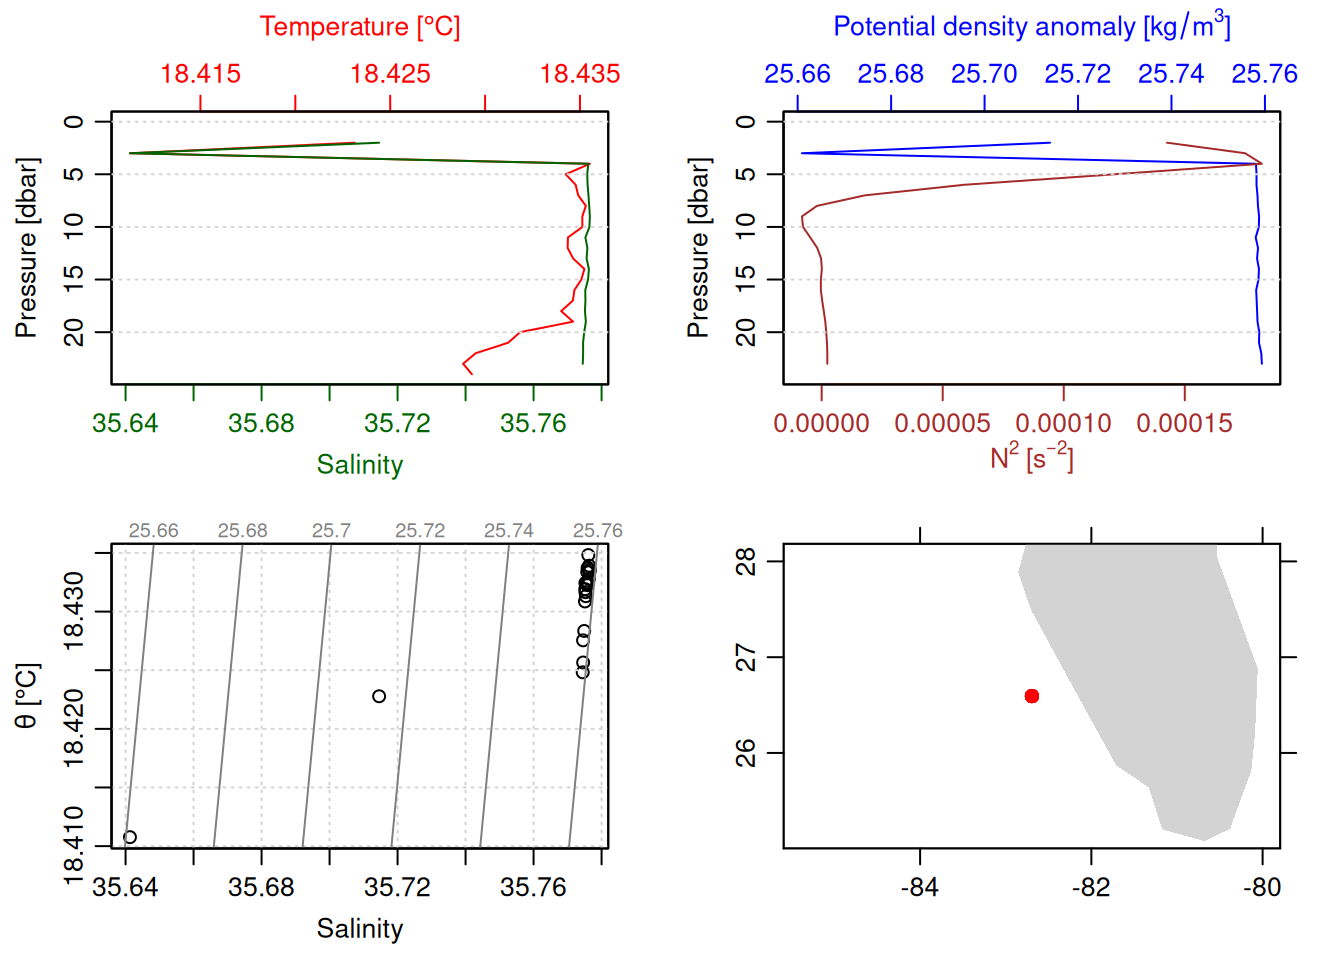 Temperature [°C]
18.415 18.425 18.435
Pressure [dbar]
0
5
10
15
20
35.64 35.68 35.72 35.76
Salinity
Potential density anomaly [kg/m³]
25.66 25.68 25.70 25.72 25.74 25.76
Pressure [dbar]
0
5
10
15
20
0.00000 0.00005 0.00010 0.00015
N² [s⁻²]
25.66 25.68 25.7 25.72 25.74 25.76
θ [°C]
18.430
18.420
18.410
35.64 35.68 35.72 35.76
Salinity
28
27
26
-84 -82 -80